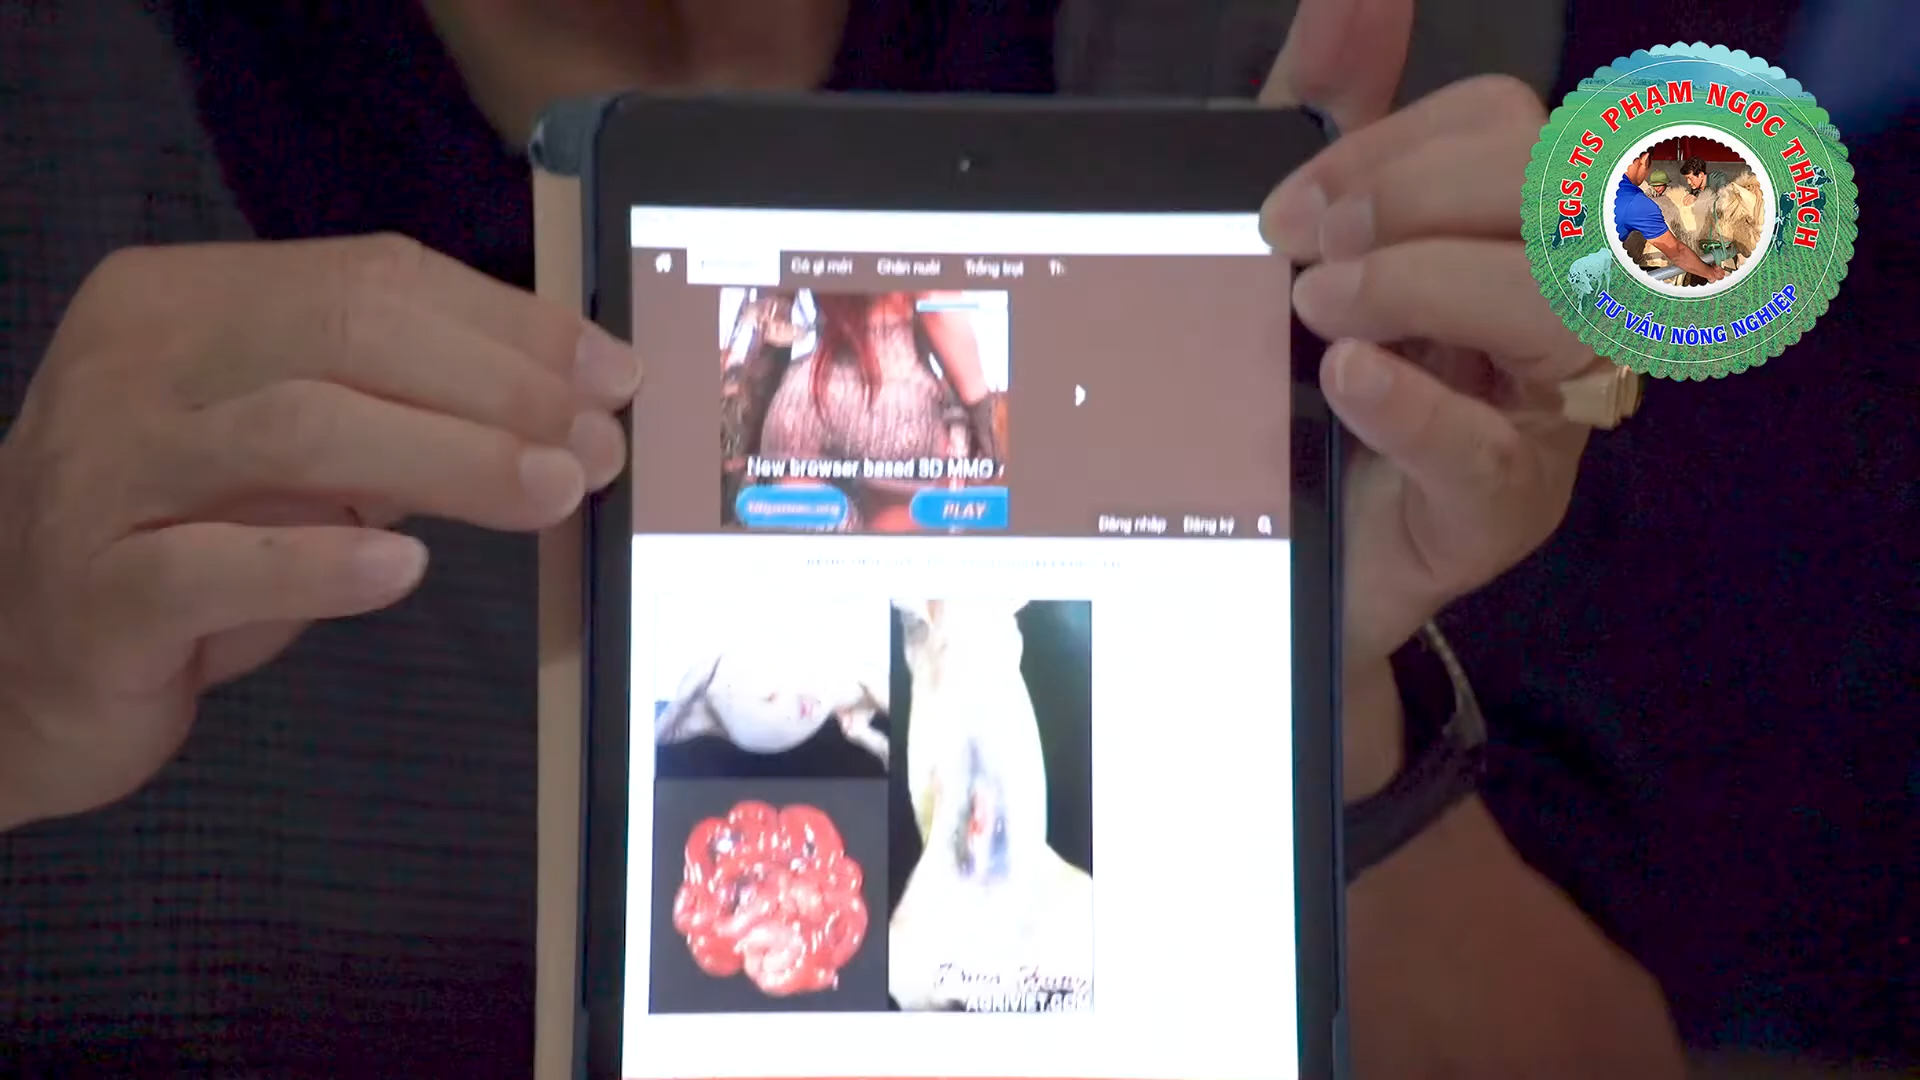 PGS.TS PHẠM NGỌC THẠCH
TƯ VẤN NÔNG NGHIỆP
Có gì mới Chăn nuôi Trồng trọt Th
New browser based 3D MMO
PLAY
Đăng nhập Đăng ký
AGRIVIET.COM